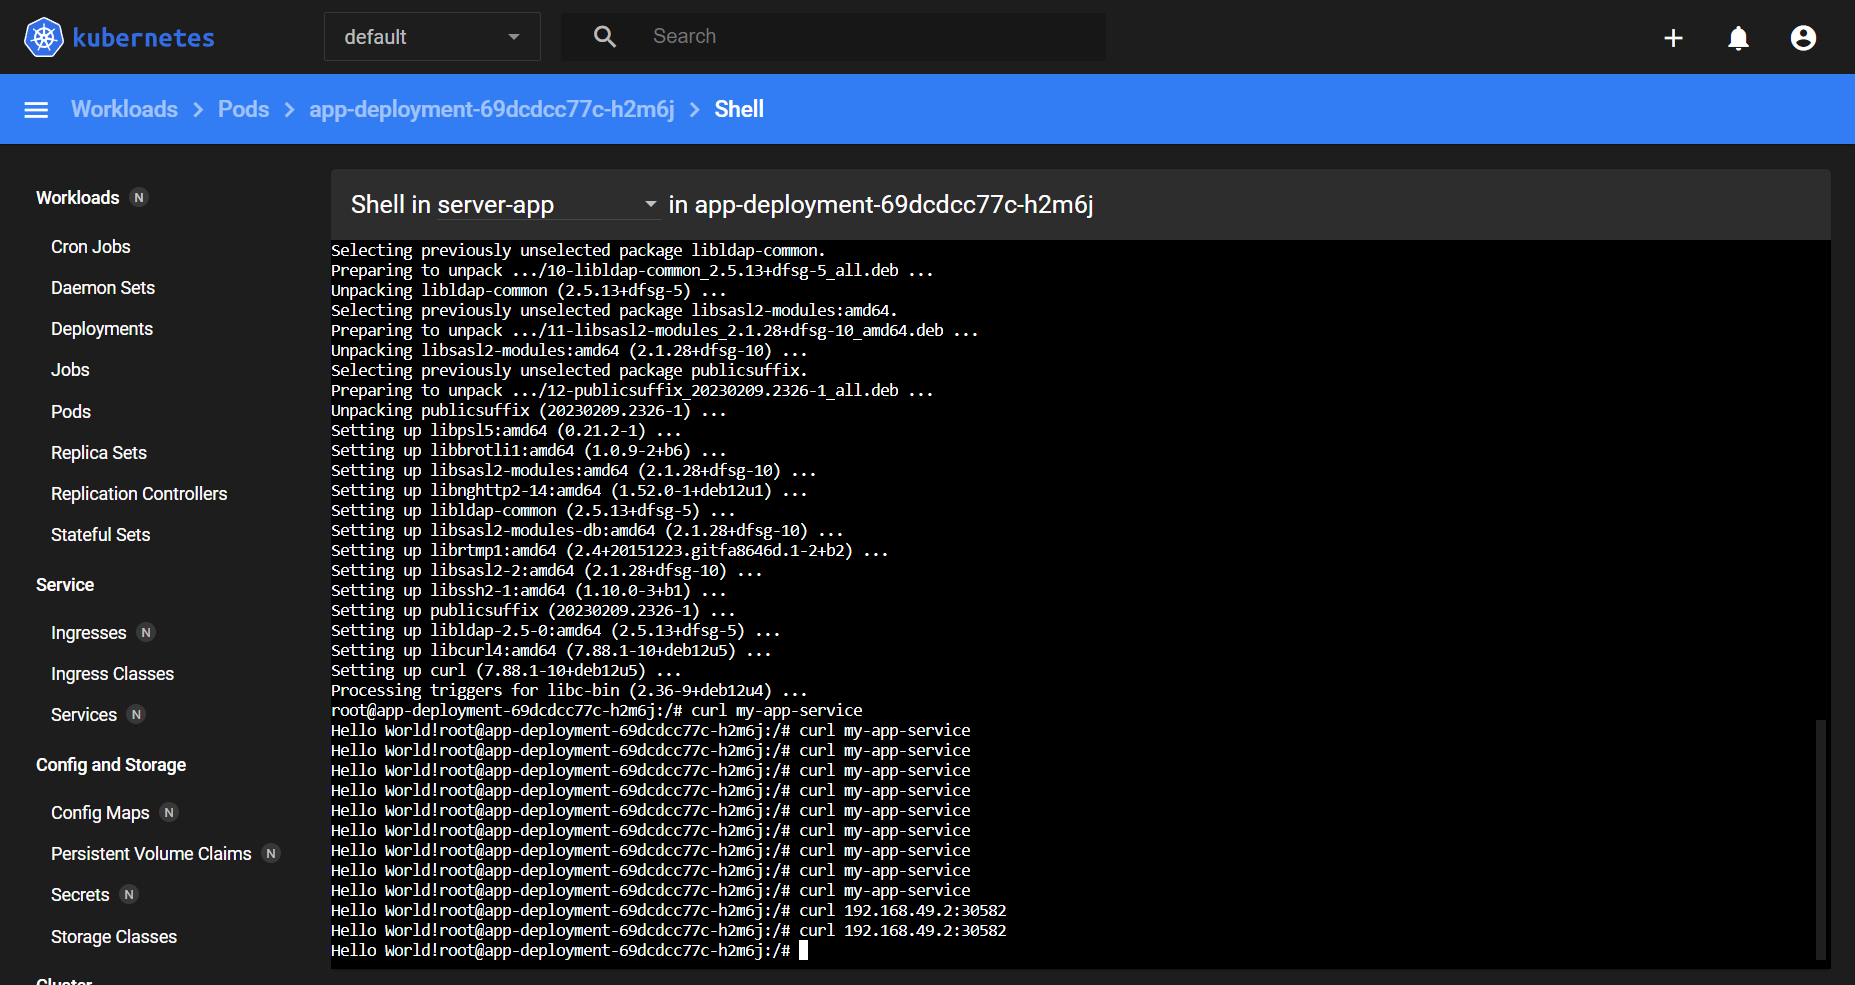 kubernetes
default
Search
Workloads > Pods > app-deployment-69dcdcc77c-h2m6j > Shell
Workloads N
Cron Jobs
Daemon Sets
Deployments
Jobs
Pods
Replica Sets
Replication Controllers
Stateful Sets
Service
Ingresses N
Ingress Classes
Services N
Config and Storage
Config Maps N
Persistent Volume Claims N
Secrets N
Storage Classes
Cluster
Shell in server-app in app-deployment-69dcdcc77c-h2m6j
Selecting previously unselected package libldap-common.
Preparing to unpack .../10-libldap-common_2.5.13+dfsg-5_all.deb ...
Unpacking libldap-common (2.5.13+dfsg-5) ...
Selecting previously unselected package libsasl2-modules:amd64.
Preparing to unpack .../11-libsasl2-modules_2.1.28+dfsg-10_amd64.deb ...
Unpacking libsasl2-modules:amd64 (2.1.28+dfsg-10) ...
Selecting previously unselected package publicsuffix.
Preparing to unpack .../12-publicsuffix_20230209.2326-1_all.deb ...
Unpacking publicsuffix (20230209.2326-1) ...
Setting up libpsl5:amd64 (0.21.2-1) ...
Setting up libbrotli1:amd64 (1.0.9-2+b6) ...
Setting up libsasl2-modules:amd64 (2.1.28+dfsg-10) ...
Setting up libnghttp2-14:amd64 (1.52.0-1+deb12u1) ...
Setting up libldap-common (2.5.13+dfsg-5) ...
Setting up libsasl2-modules-db:amd64 (2.1.28+dfsg-10) ...
Setting up librtmp1:amd64 (2.4+20151223.gitfa8646d.1-2+b2) ...
Setting up libsasl2-2:amd64 (2.1.28+dfsg-10) ...
Setting up libssh2-1:amd64 (1.10.0-3+b1) ...
Setting up publicsuffix (20230209.2326-1) ...
Setting up libldap-2.5-0:amd64 (2.5.13+dfsg-5) ...
Setting up libcurl4:amd64 (7.88.1-10+deb12u5) ...
Setting up curl (7.88.1-10+deb12u5) ...
Processing triggers for libc-bin (2.36-9+deb12u4) ...
root@app-deployment-69dcdcc77c-h2m6j:/# curl my-app-service
Hello World!root@app-deployment-69dcdcc77c-h2m6j:/# curl my-app-service
Hello World!root@app-deployment-69dcdcc77c-h2m6j:/# curl my-app-service
Hello World!root@app-deployment-69dcdcc77c-h2m6j:/# curl my-app-service
Hello World!root@app-deployment-69dcdcc77c-h2m6j:/# curl my-app-service
Hello World!root@app-deployment-69dcdcc77c-h2m6j:/# curl my-app-service
Hello World!root@app-deployment-69dcdcc77c-h2m6j:/# curl my-app-service
Hello World!root@app-deployment-69dcdcc77c-h2m6j:/# curl my-app-service
Hello World!root@app-deployment-69dcdcc77c-h2m6j:/# curl my-app-service
Hello World!root@app-deployment-69dcdcc77c-h2m6j:/# curl my-app-service
Hello World!root@app-deployment-69dcdcc77c-h2m6j:/# curl 192.168.49.2:30582
Hello World!root@app-deployment-69dcdcc77c-h2m6j:/# curl 192.168.49.2:30582
Hello World!root@app-deployment-69dcdcc77c-h2m6j:/#